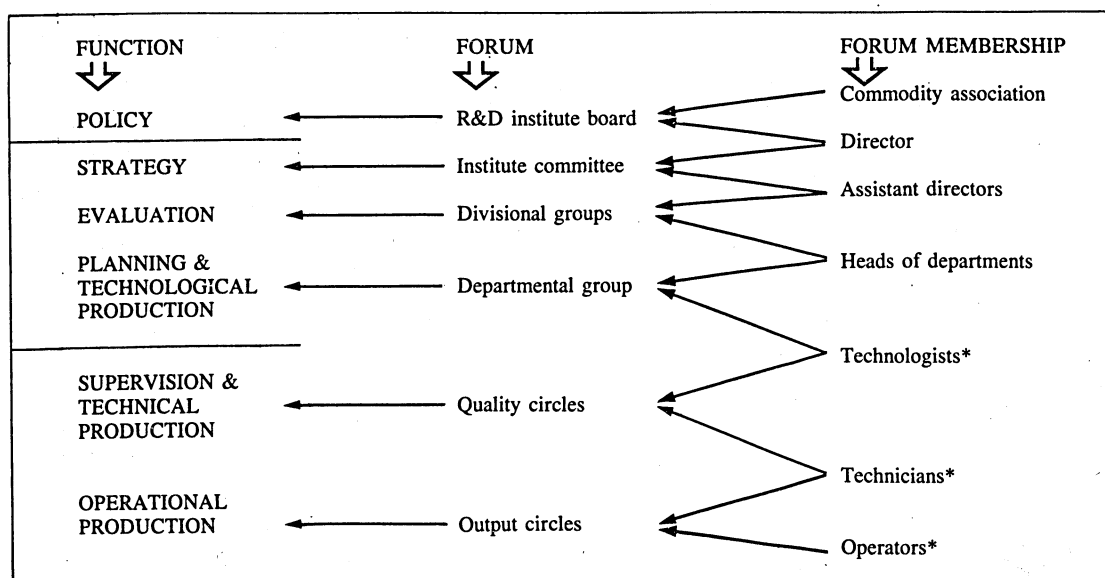 FUNCTION
FORUM
FORUM MEMBERSHIP
Commodity association
POLICY
R&D institute board
Director
STRATEGY
Institute committee
Assistant directors
EVALUATION
Divisional groups
PLANNING &
TECHNOLOGICAL
PRODUCTION
Departmental group
Heads of departments
Technologists*
SUPERVISION &
TECHNICAL
PRODUCTION
Quality circles
Technicians*
OPERATIONAL
PRODUCTION
Output circles
Operators*